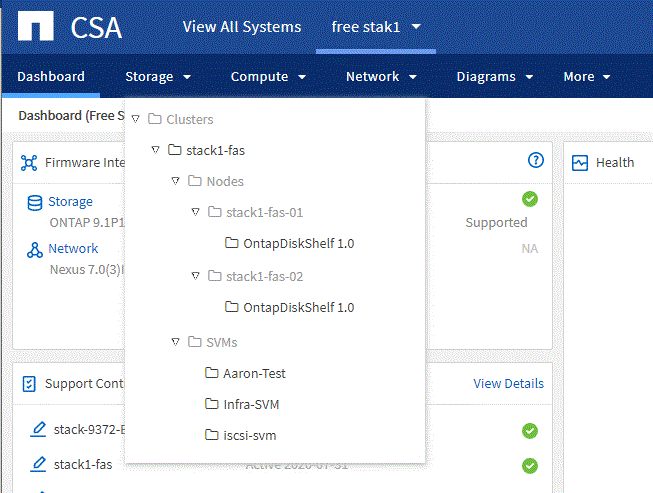 CSA View All Systems free stak1
Dashboard Storage Compute Network Diagrams More
Dashboard (Free S
Clusters
stack1-fas
Nodes
stack1-fas-01
OntapDiskShelf 1.0
stack1-fas-02
OntapDiskShelf 1.0
SVMs
Aaron-Test
Infra-SVM
iscsi-svm
Firmware Inte
Health
Storage
ONTAP 9.1P1
Supported
Network
NA
Nexus 7.0(3)I
Support Contr
View Details
stack-9372-E
stack1-fas
Active 2020-07-31